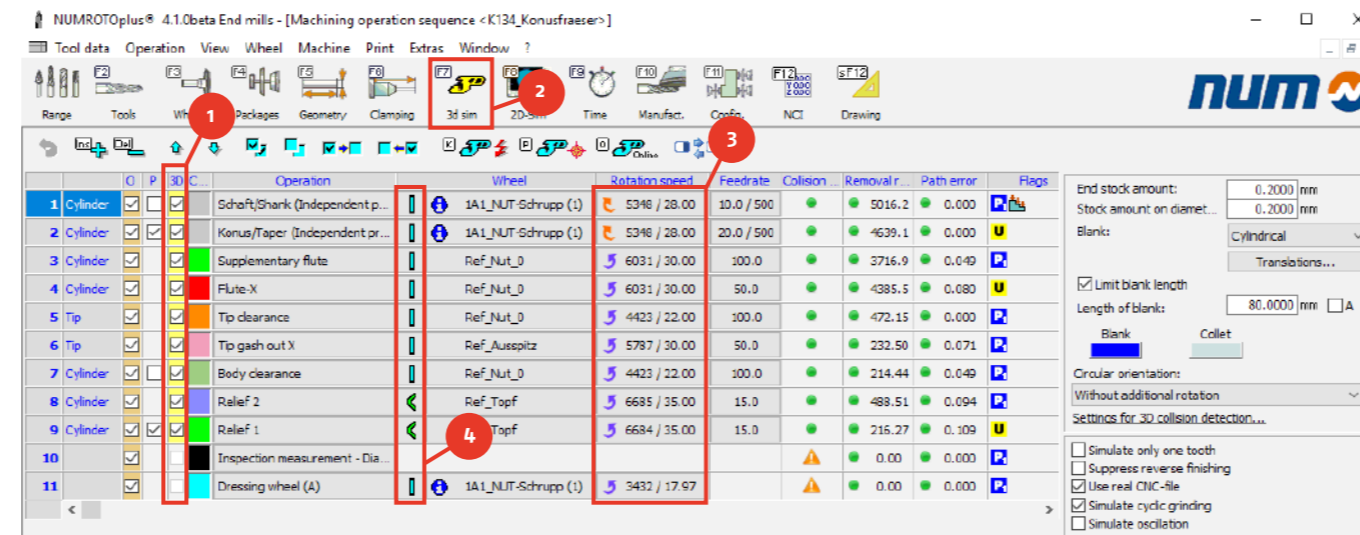 NUMROTOplus® 4.1.0beta End mills - [Machining operation sequence <K134_Konusfraeser>]
Tool data Operation View Wheel Machine Print Extras Window ?
F2 F3 F4 F5 F6 F7 F8 F9 F10 F11 F12 sF12
num
Range Tools Wh Packages Geometry Clamping 3d sim 2D-Sim Time Manufact. Config. NCI Drawing
1 2 3 4
Ins Del K E O Online
O P 3D C... Operation Wheel Rotation speed Feedrate Collision ... Removal r... Path error Flags
1 Cylinder Schaft/Shank (Independent p... 1A1_NUT-Schrupp (1) 5348 / 28.00 10.0 / 500 5016.2 0.000 P
2 Cylinder Konus/Taper (Independent pr... 1A1_NUT-Schrupp (1) 5348 / 28.00 20.0 / 500 4639.1 0.000 U
3 Cylinder Supplementary flute Ref_Nut_0 6031 / 30.00 100.0 3716.9 0.049 P
4 Cylinder Flute-X Ref_Nut_0 6031 / 30.00 50.0 4385.5 0.080 U
5 Tip Tip clearance Ref_Nut_0 4423 / 22.00 100.0 472.15 0.000 P
6 Tip Tip gash out X Ref_Ausspitz 5787 / 30.00 50.0 232.50 0.071 P
7 Cylinder Body clearance Ref_Nut_0 4423 / 22.00 100.0 214.44 0.049 P
8 Cylinder Relief 2 Ref_Topf 6685 / 35.00 15.0 488.51 0.094 P
9 Cylinder Relief 1 Topf 6684 / 35.00 15.0 216.27 0.109 U
10 Inspection measurement - Dia... 0.00 0.000 P
11 Dressing wheel (A) 1A1_NUT-Schrupp (1) 3432 / 17.97 0.00 0.000 P
End stock amount: 0.2000 mm
Stock amount on diamet... 0.2000 mm
Blank: Cylindrical
Translations...
Limit blank length
Length of blank: 80.0000 mm A
Blank Collet
Circular orientation:
Without additional rotation
Settings for 3D collision detection...
Simulate only one tooth
Suppress reverse finishing
Use real CNC-file
Simulate cyclic grinding
Simulate oscillation